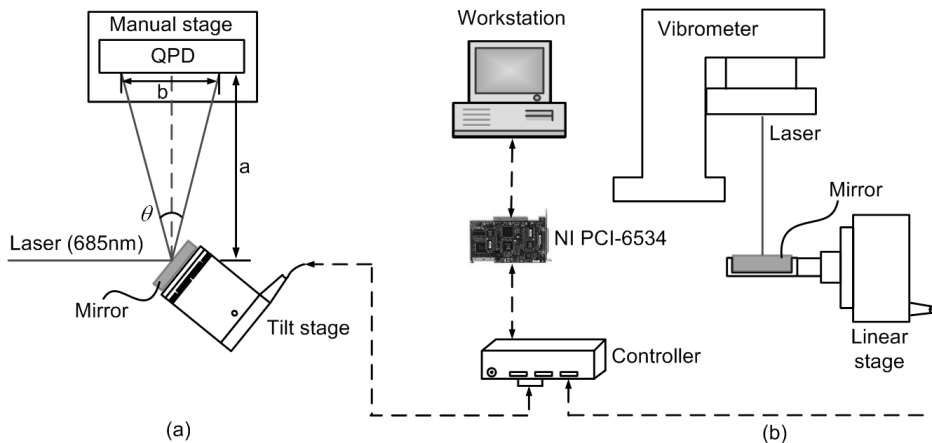 Manual stage
QPD
b
a
θ
Laser (685nm)
Mirror
Tilt stage
(a)
Workstation
NI PCI-6534
Controller
Vibrometer
Laser
Mirror
Linear
stage
(b)